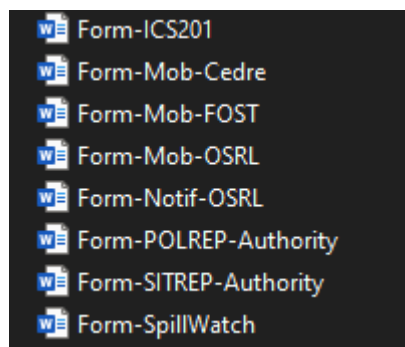 Form-ICS201
Form-Mob-Cedre
Form-Mob-FOST
Form-Mob-OSRL
Form-Notif-OSRL
Form-POLREP-Authority
Form-SITREP-Authority
Form-SpillWatch